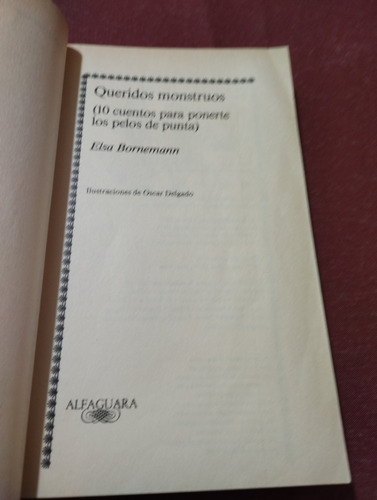 Queridos monstruos
(10 cuentos para ponerte
los pelos de punta)
Elsa Bornemann
Ilustraciones de Oscar Delgado
ALFAGUARA